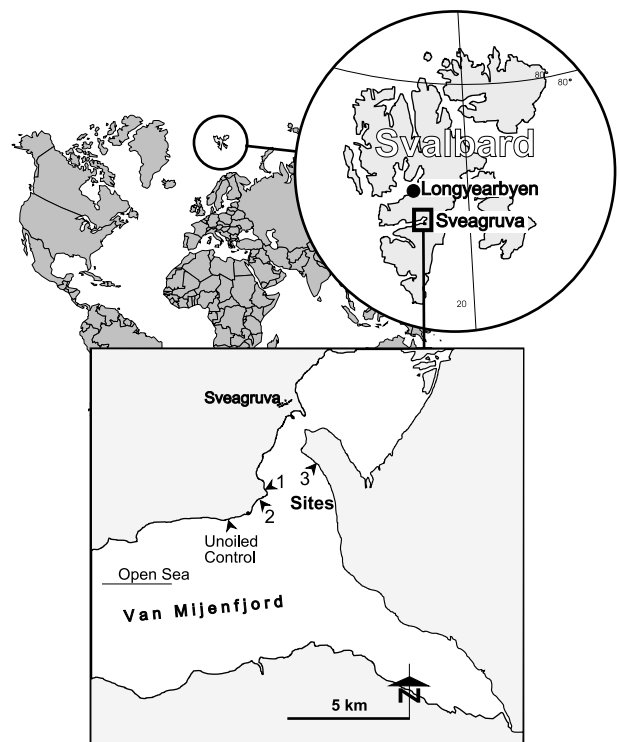 80
80°
Svalbard
Longyearbyen
Sveagruva
20
Sveagruva
1
3
Sites
2
Unoiled
Control
Open Sea
Van Mijenfjord
N
5 km